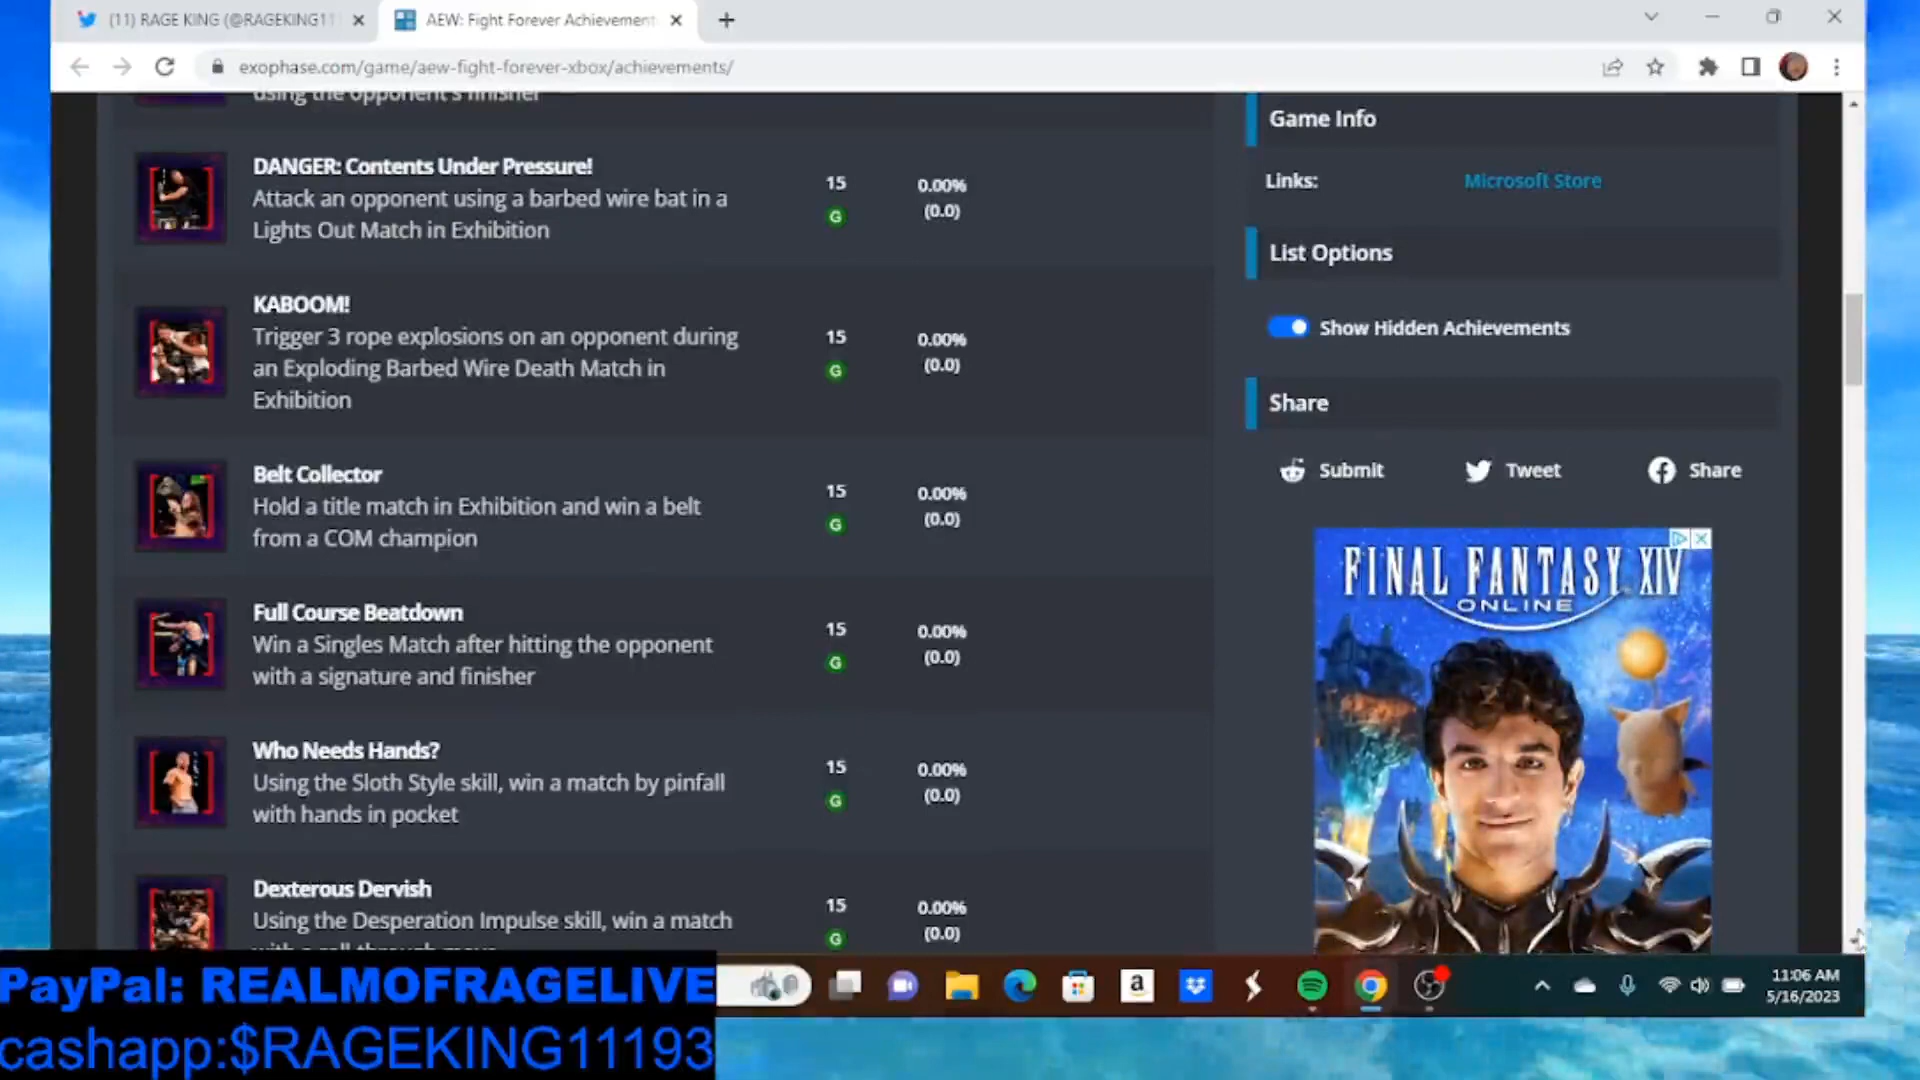 (11) RAGE KING (@RAGEKING11
AEW: Fight Forever Achievement
exophase.com/game/aew-fight-forever-xbox/achievements/
using the opponent's finisher
DANGER: Contents Under Pressure!
Attack an opponent using a barbed wire bat in a
Lights Out Match in Exhibition
15
G
0.00%
(0.0)
KABOOM!
Trigger 3 rope explosions on an opponent during
an Exploding Barbed Wire Death Match in
Exhibition
15
G
0.00%
(0.0)
Belt Collector
Hold a title match in Exhibition and win a belt
from a COM champion
15
G
0.00%
(0.0)
Full Course Beatdown
Win a Singles Match after hitting the opponent
with a signature and finisher
15
G
0.00%
(0.0)
Who Needs Hands?
Using the Sloth Style skill, win a match by pinfall
with hands in pocket
15
G
0.00%
(0.0)
Dexterous Dervish
Using the Desperation Impulse skill, win a match
15
G
0.00%
(0.0)
Game Info
Links:
Microsoft Store
List Options
Show Hidden Achievements
Share
Submit
Tweet
Share
FINAL FANTASY XIV
ONLINE
a
11:06 AM
5/16/2023
PayPal: REALMOFRAGELIVE
cashapp:$RAGEKING11193